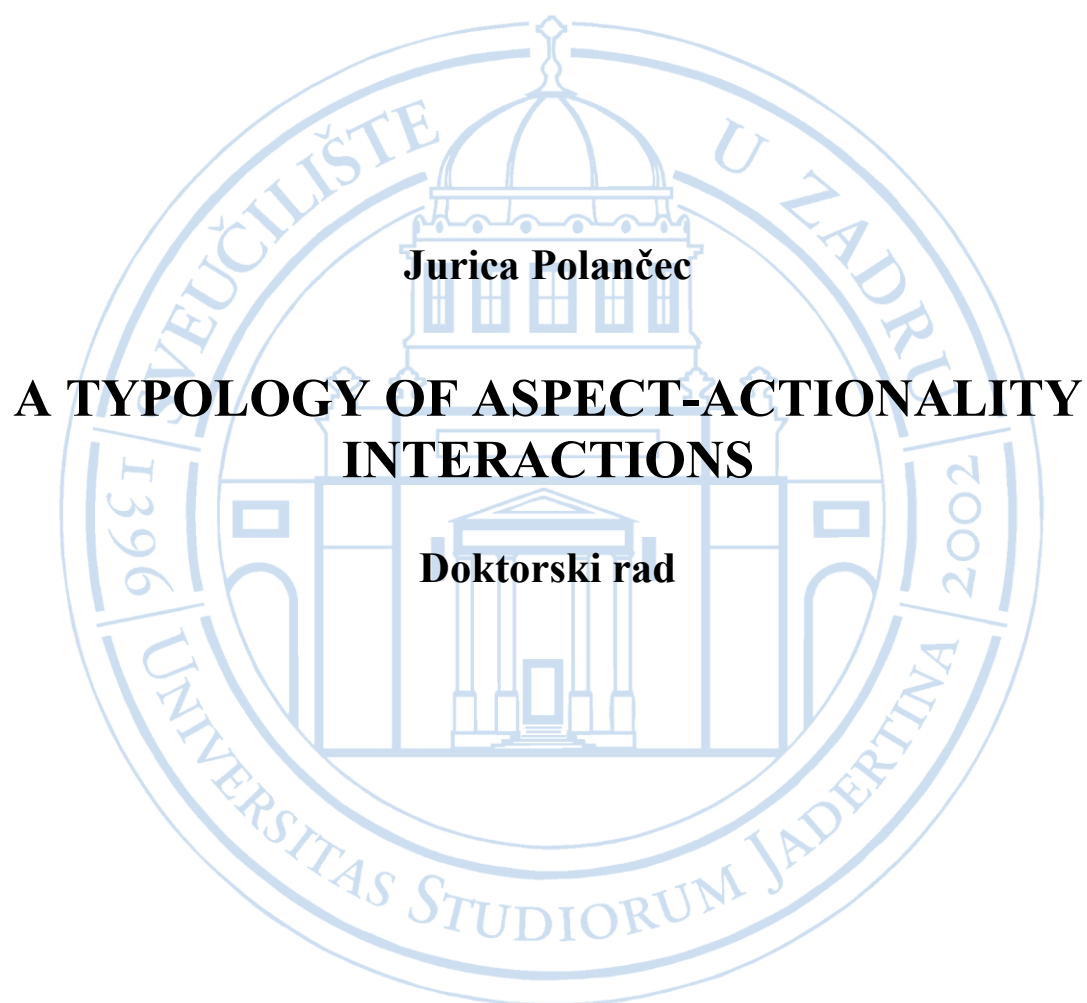 Jurica Polančec
A TYPOLOGY OF ASPECT-ACTIONALITY
INTERACTIONS
Doktorski rad
SVEUČILIŠTE U ZADRU
1396
2002
UNIVERSITAS STUDIORUM JADERTINA